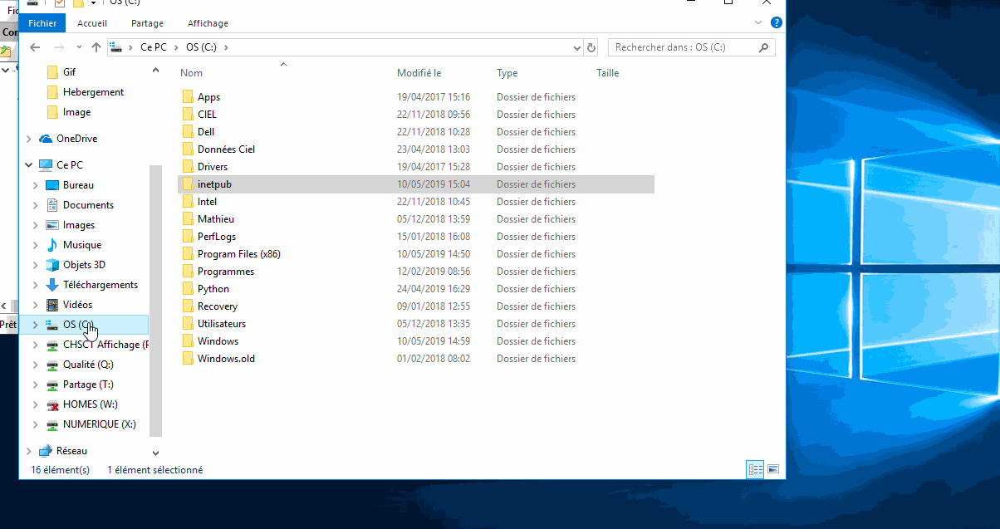 OS (C:)
Fichier Accueil Partage Affichage
Ce PC OS (C:) Rechercher dans : OS (C:)
Gif
Hebergement
Image
OneDrive
Ce PC
Bureau
Documents
Images
Musique
Objets 3D
Téléchargements
Vidéos
OS (C:)
CHSCT Affichage (P
Qualité (Q:)
Partage (T:)
HOMES (W:)
NUMERIQUE (X:)
Réseau
Nom Modifié le Type Taille
Apps 19/04/2017 15:16 Dossier de fichiers
CIEL 22/11/2018 09:56 Dossier de fichiers
Dell 22/11/2018 10:28 Dossier de fichiers
Données Ciel 23/04/2018 13:03 Dossier de fichiers
Drivers 19/04/2017 15:28 Dossier de fichiers
inetpub 10/05/2019 15:04 Dossier de fichiers
Intel 22/11/2018 10:45 Dossier de fichiers
Mathieu 05/12/2018 13:59 Dossier de fichiers
PerfLogs 15/01/2018 16:08 Dossier de fichiers
Program Files (x86) 10/05/2019 14:50 Dossier de fichiers
Programmes 12/02/2019 08:56 Dossier de fichiers
Python 24/04/2019 16:29 Dossier de fichiers
Recovery 09/01/2018 12:55 Dossier de fichiers
Utilisateurs 05/12/2018 13:35 Dossier de fichiers
Windows 10/05/2019 14:59 Dossier de fichiers
Windows.old 01/02/2018 08:02 Dossier de fichiers
16 élément(s) 1 élément sélectionné
Fic
Con
Prêt